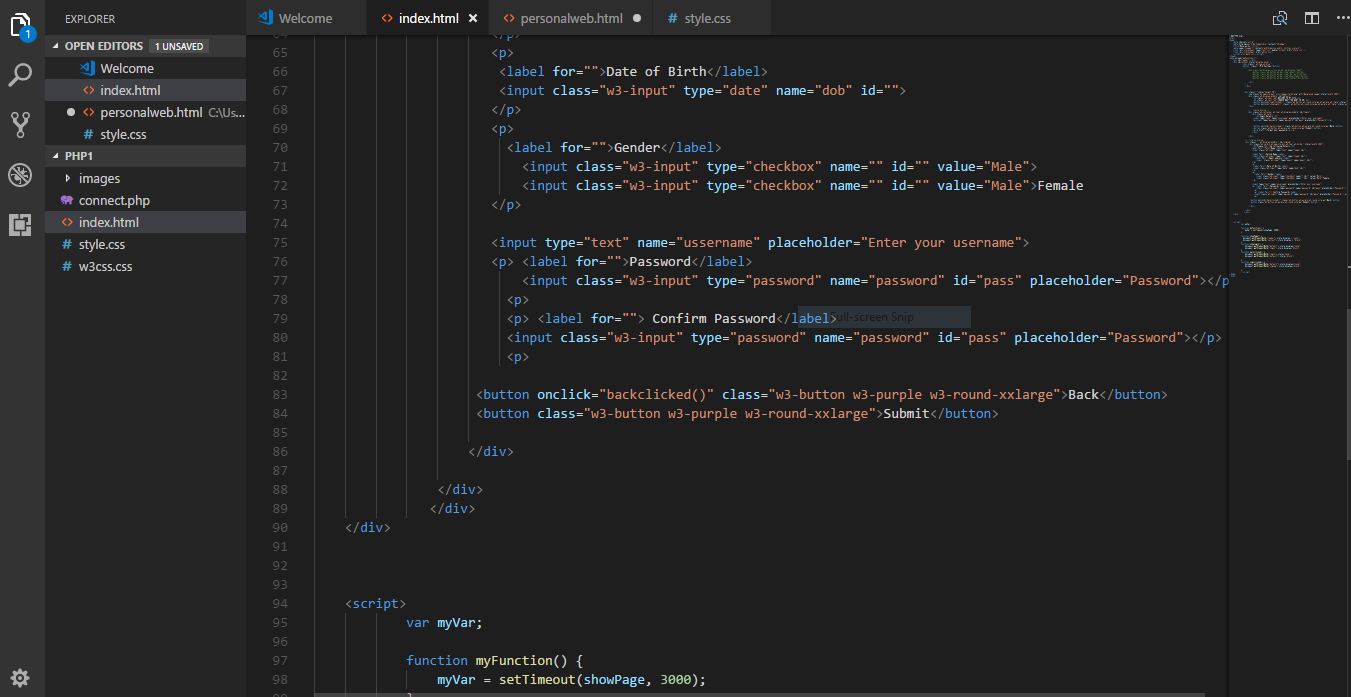 EXPLORER
OPEN EDITORS 1 UNSAVED
Welcome
index.html
personalweb.html C:\Us...
style.css
PHP1
images
connect.php
index.html
style.css
w3css.css
1
Welcome index.html personalweb.html style.css
64 </p>
65 <p>
66 <label for="">Date of Birth</label>
67 <input class="w3-input" type="date" name="dob" id="">
68 </p>
69 <p>
70 <label for="">Gender</label>
71 <input class="w3-input" type="checkbox" name="" id="" value="Male">
72 <input class="w3-input" type="checkbox" name="" id="" value="Male">Female
73 </p>
74
75 <input type="text" name="ussername" placeholder="Enter your username">
76 <p> <label for="">Password</label>
77 <input class="w3-input" type="password" name="password" id="pass" placeholder="Password"></p
78 <p>
79 <p> <label for=""> Confirm Password</label>
Full-screen Snip
80 <input class="w3-input" type="password" name="password" id="pass" placeholder="Password"></p>
81 <p>
82
83 <button onclick="backclicked()" class="w3-button w3-purple w3-round-xxlarge">Back</button>
84 <button class="w3-button w3-purple w3-round-xxlarge">Submit</button>
85
86 </div>
87
88 </div>
89 </div>
90 </div>
91
92
93
94 <script>
95 var myVar;
96
97 function myFunction() {
98 myVar = setTimeout(showPage, 3000);